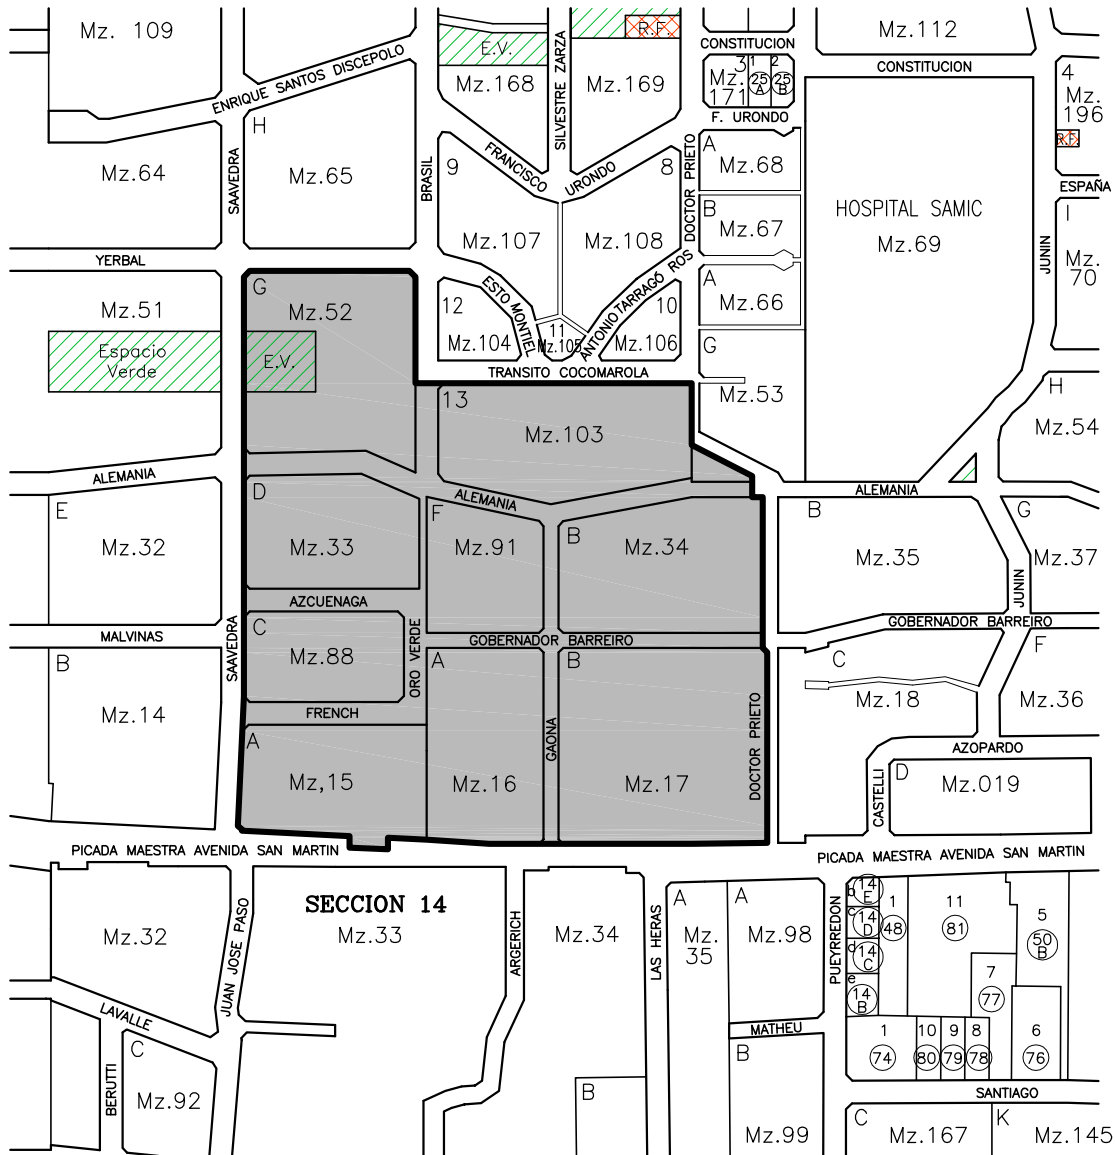 Mz. 109
SILVESTRE ZARZA
R.F.
Mz.112
E.V.
CONSTITUCION
ENRIQUE SANTOS DISCEPOLO
Mz.168
Mz.169
3
Mz.
171
1
25
A
2
25
B
CONSTITUCION
4
Mz.
196
R.F.
F. URONDO
H
Mz.64
SAAVEDRA
Mz.65
BRASIL
9
FRANCISCO
URONDO
8
DOCTOR PRIETO
A
Mz.68
ESPAÑA
HOSPITAL SAMIC
Mz.69
B
Mz.67
I
Mz.
70
JUNIN
Mz.107
Mz.108
YERBAL
G
Mz.52
ESTO MONTIEL
ANTONIO TARRAGÓ ROS
A
Mz.66
Mz.51
12
Mz.104
11
Mz.105
10
Mz.106
Espacio
Verde
E.V.
TRANSITO COCOMAROLA
G
Mz.53
H
Mz.54
13
Mz.103
ALEMANIA
ALEMANIA
ALEMANIA
E
Mz.32
D
Mz.33
F
Mz.91
B
Mz.34
B
Mz.35
G
Mz.37
JUNIN
AZCUENAGA
MALVINAS
SAAVEDRA
C
Mz.88
ORO VERDE
GOBERNADOR BARREIRO
GOBERNADOR BARREIRO
B
Mz.14
A
B
C
Mz.18
F
Mz.36
FRENCH
GAONA
DOCTOR PRIETO
AZOPARDO
A
Mz,15
Mz.16
Mz.17
CASTELLI
D
Mz.019
PICADA MAESTRA AVENIDA SAN MARTIN
PICADA MAESTRA AVENIDA SAN MARTIN
SECCION 14
Mz.32
JUAN JOSE PASO
Mz.33
ARGERICH
Mz.34
LAS HERAS
A
Mz.
35
A
Mz.98
PUEYRREDON
b
14
E
c
14
D
d
14
C
e
14
B
1
48
11
81
5
50
B
7
77
LAVALLE
MATHEU
1
74
10
80
9
79
8
78
6
76
BERUTTI
C
Mz.92
B
B
Mz.99
SANTIAGO
C
Mz.167
K
Mz.145